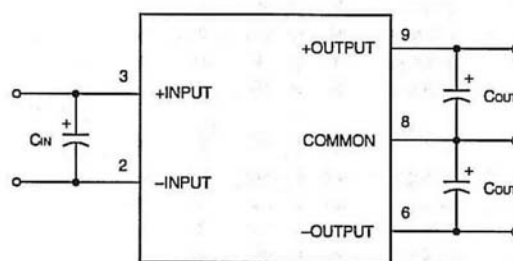 9
+OUTPUT
+
COUT
3
+INPUT
+
CIN
8
COMMON
2
-INPUT
+
COUT
6
-OUTPUT